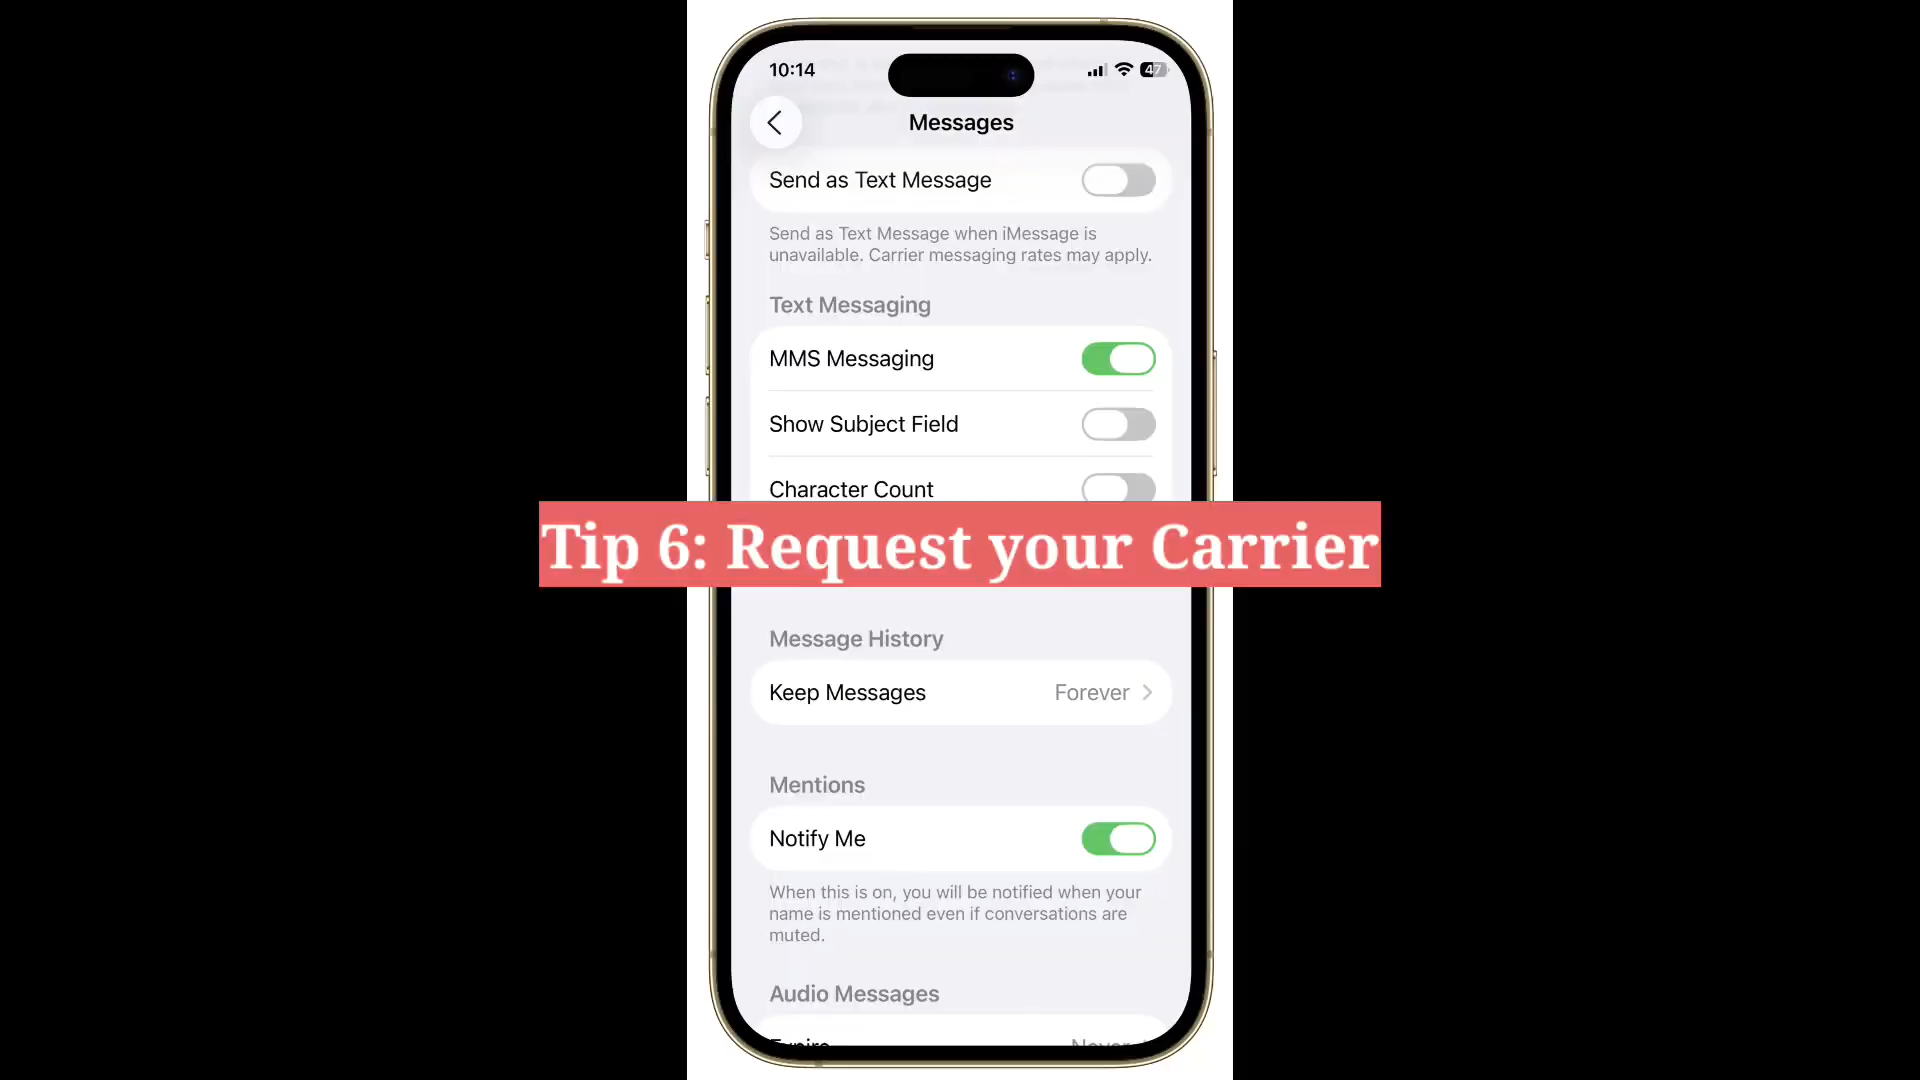 10:14
47
Messages
Send as Text Message
Send as Text Message when iMessage is
unavailable. Carrier messaging rates may apply.
Text Messaging
MMS Messaging
Show Subject Field
Character Count
Tip 6: Request your Carrier
Message History
Keep Messages Forever
Mentions
Notify Me
When this is on, you will be notified when your
name is mentioned even if conversations are
muted.
Audio Messages
Expire Never